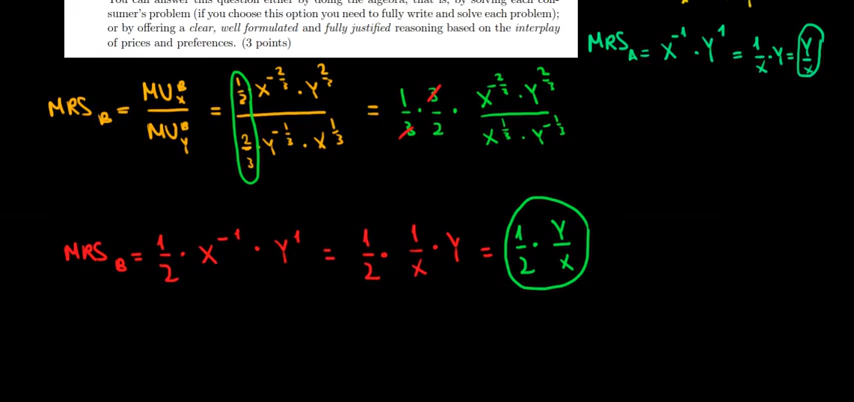 You can answer this question either by doing the algebra, that is, by solving each con-
sumer's problem (if you choose this option you need to fully write and solve each problem);
or by offering a clear, well formulated and fully justified reasoning based on the interplay
of prices and preferences. (3 points)
MRS_A = X^{-1} · Y^1 = 1/X · Y = Y/X
MRS_B = MU_X^B / MU_Y^B = (1/3 X^{-2/3} · Y^{2/3}) / (2/3 · Y^{-1/3} · X^{1/3}) = 1/3 · 3/2 · (X^{-2/3} · Y^{2/3}) / (X^{1/3} · Y^{-1/3})
MRS_B = 1/2 · X^{-1} · Y^1 = 1/2 · 1/X · Y = 1/2 · Y/X